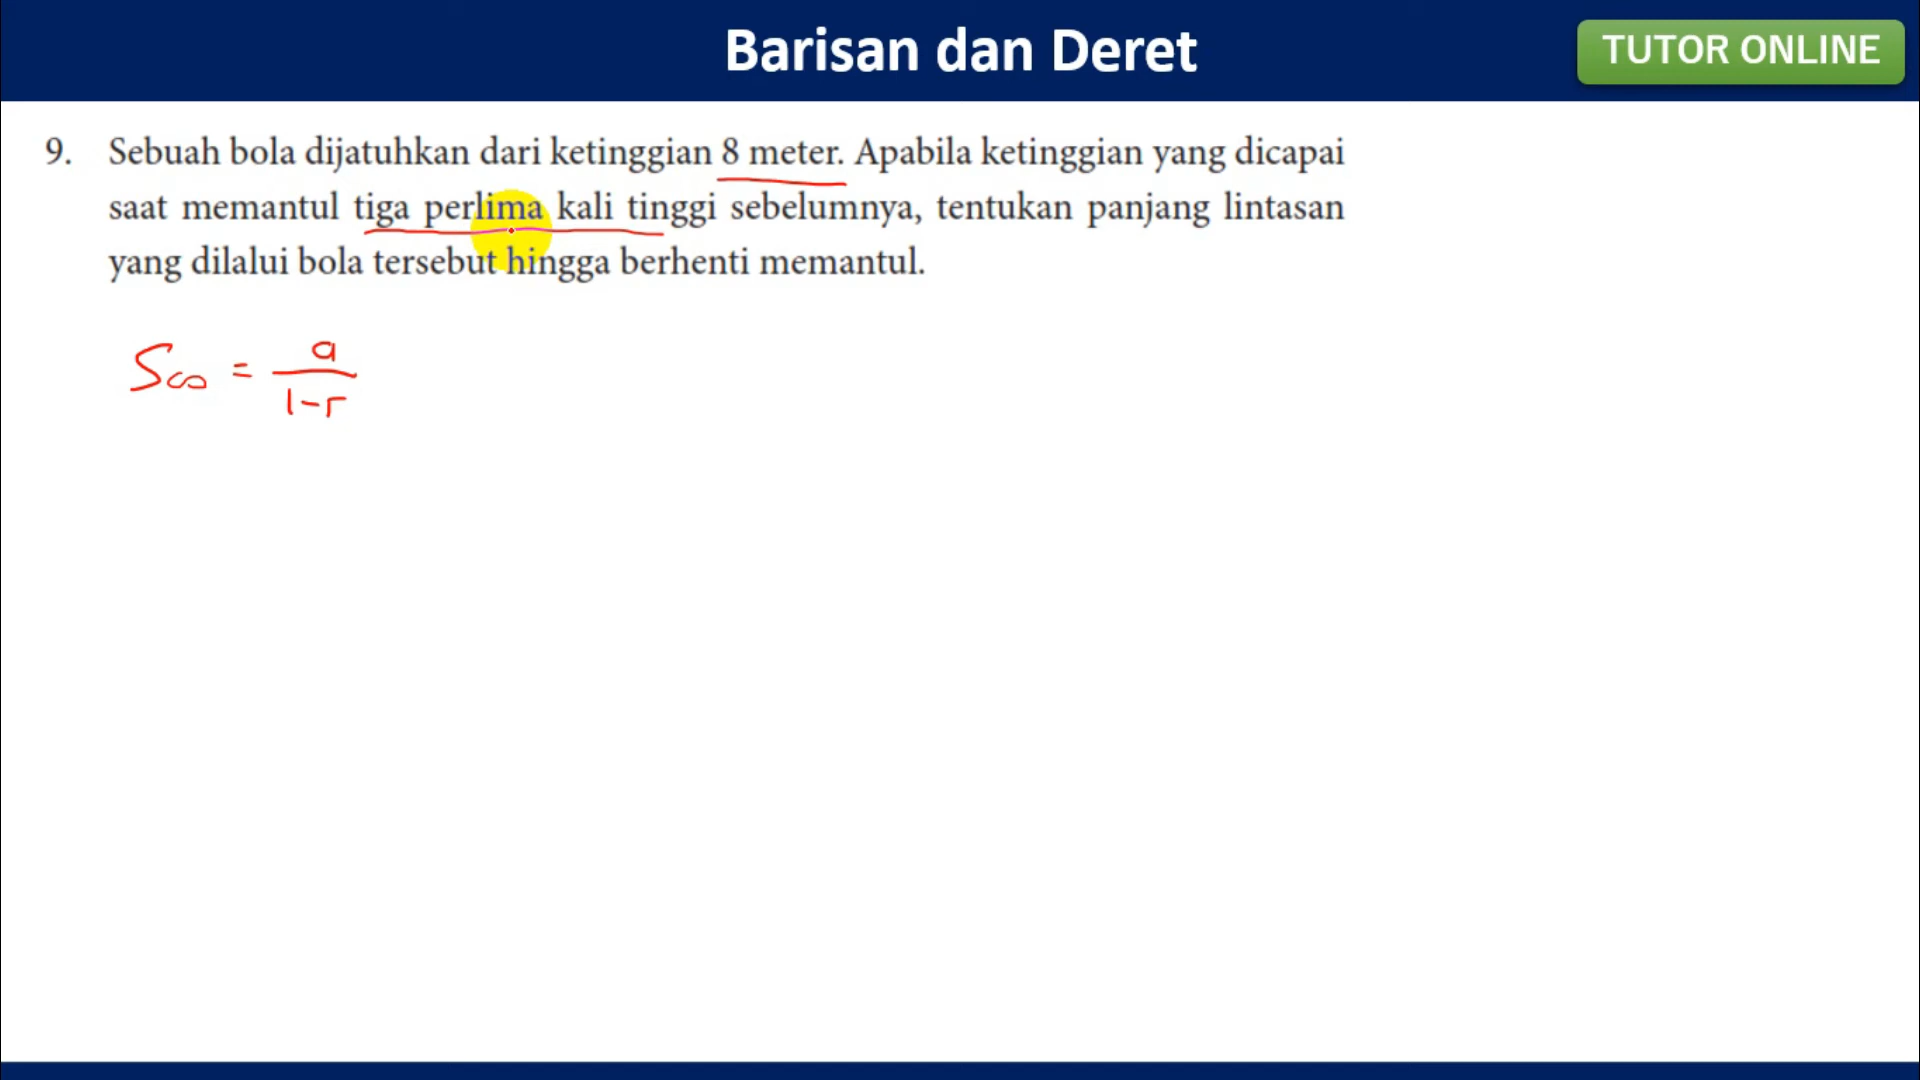 Barisan dan Deret
TUTOR ONLINE
9. Sebuah bola dijatuhkan dari ketinggian 8 meter. Apabila ketinggian yang dicapai
saat memantul tiga perlima kali tinggi sebelumnya, tentukan panjang lintasan
yang dilalui bola tersebut hingga berhenti memantul.
S∞ = a
1-r